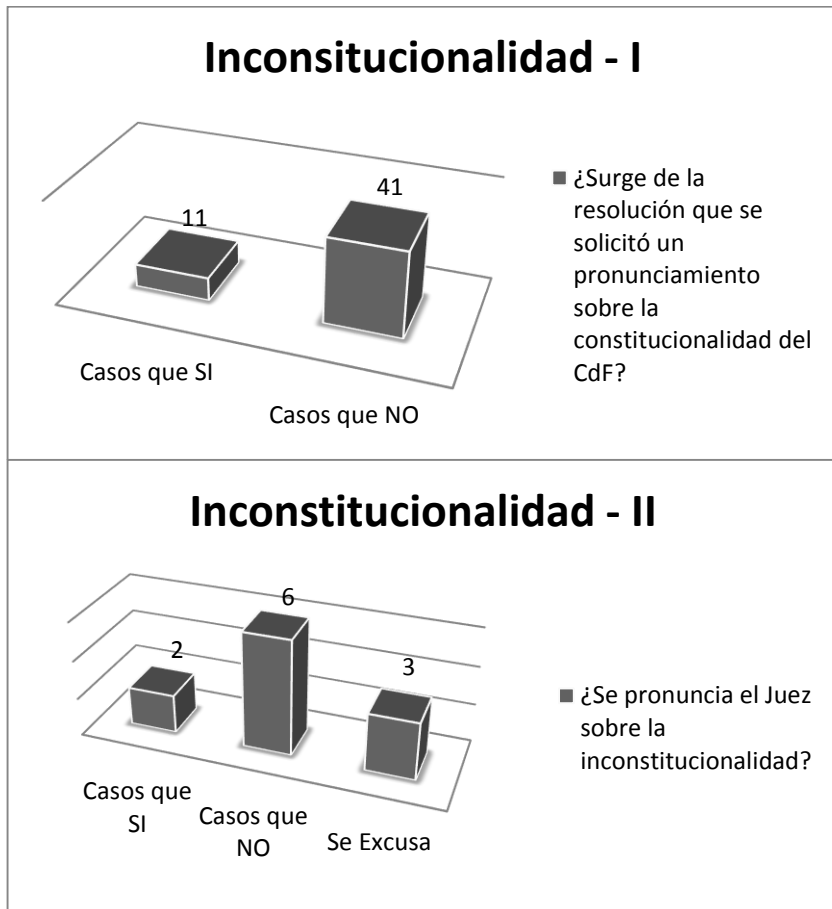 Inconsitucionalidad - I
11
41
Casos que SI
Casos que NO
¿Surge de la
resolución que se
solicitó un
pronunciamiento
sobre la
constitucionalidad del
CdF?
Inconstitucionalidad - II
2
6
3
Casos que
SI
Casos que
NO
Se Excusa
¿Se pronuncia el Juez
sobre la
inconstitucionalidad?